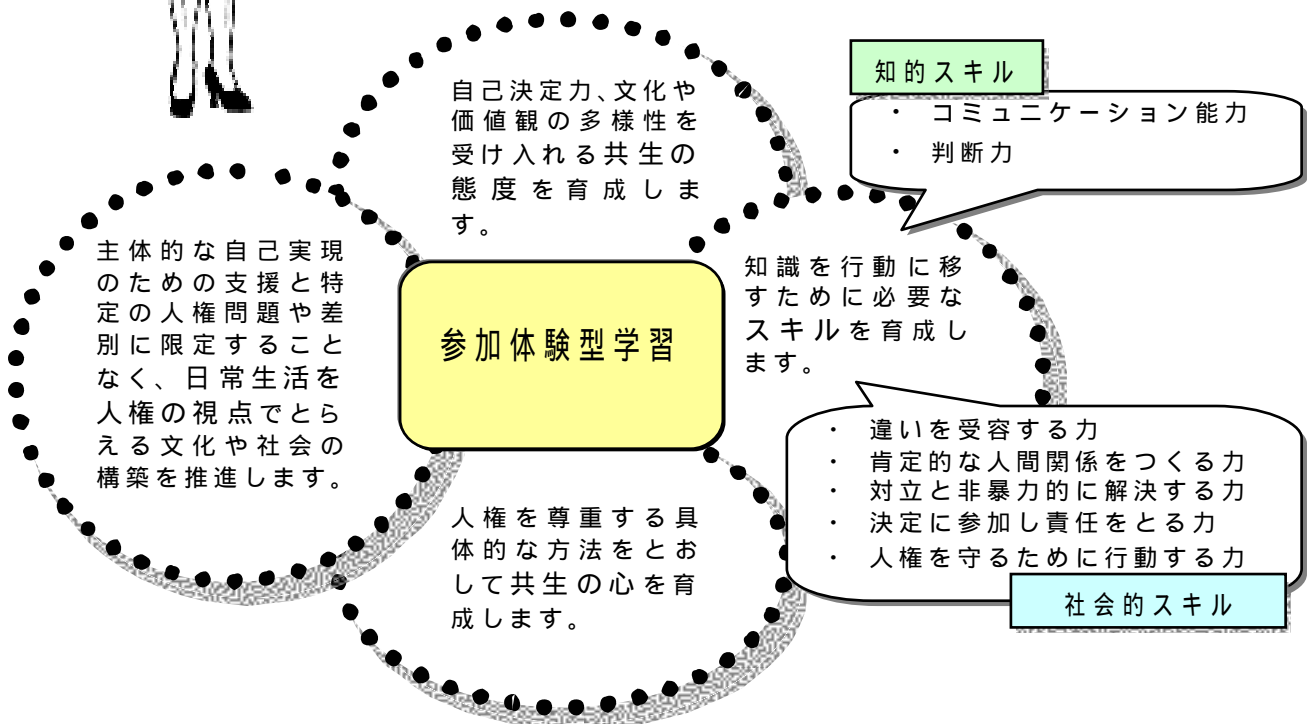 自己決定力、文化や
価値観の多様性を
受け入れる共生の
態度を育成しま
す。
知的スキル
・ コミュニケーション能力
・ 判断力
主体的な自己実現
のための支援と特
定の人権問題や差
別に限定すること
なく、日常生活を
人権の視点でとら
える文化や社会の
構築を推進します。
参加体験型学習
知識を行動に移
すために必要な
スキルを育成し
ます。
・ 違いを受容する力
・ 肯定的な人間関係をつくる力
・ 対立と非暴力的に解決する力
・ 決定に参加し責任をとる力
・ 人権を守るために行動する力
社会的スキル
人権を尊重する具
体的な方法をとお
して共生の心を育
成します。